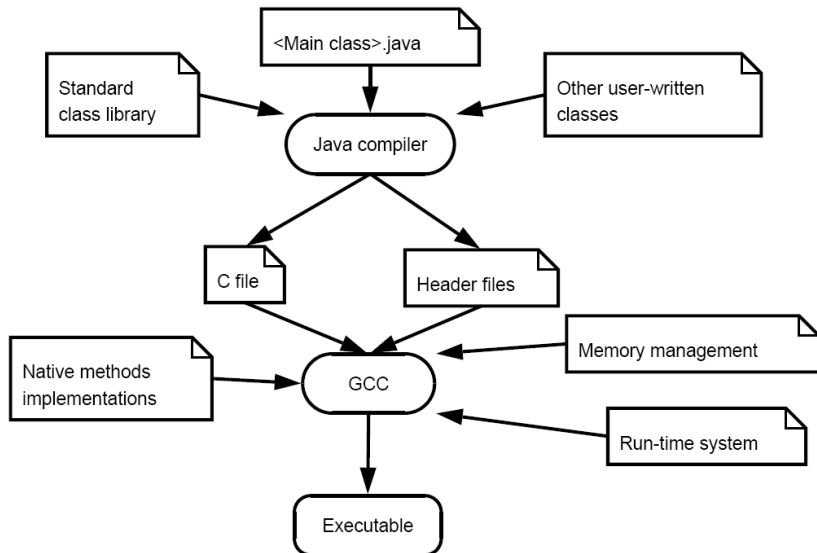 <Main class>.java
Standard
class library
Other user-written
classes
Java compiler
C file
Header files
Native methods
implementations
GCC
Memory management
Run-time system
Executable